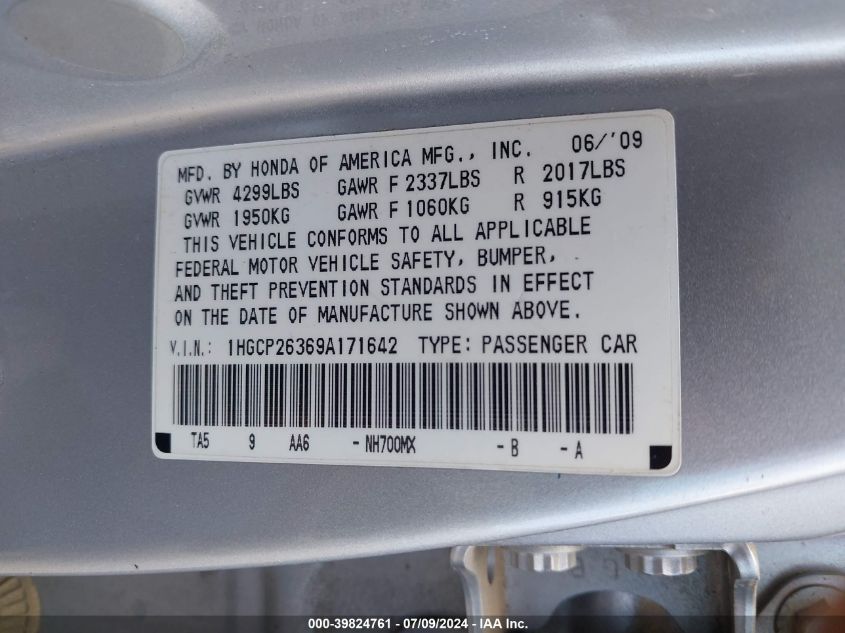 MFD. BY HONDA OF AMERICA MFG., INC. 06/'09
GVWR 4299LBS GAWR F 2337LBS R 2017LBS
GVWR 1950KG GAWR F 1060KG R 915KG
THIS VEHICLE CONFORMS TO ALL APPLICABLE
FEDERAL MOTOR VEHICLE SAFETY, BUMPER,
AND THEFT PREVENTION STANDARDS IN EFFECT
ON THE DATE OF MANUFACTURE SHOWN ABOVE.
V.I.N.: 1HGCP26369A171642 TYPE: PASSENGER CAR
TA5 9 AA6 -NH700MX -B -A
000-39824761 / 07/09/2024 - IAA Inc.